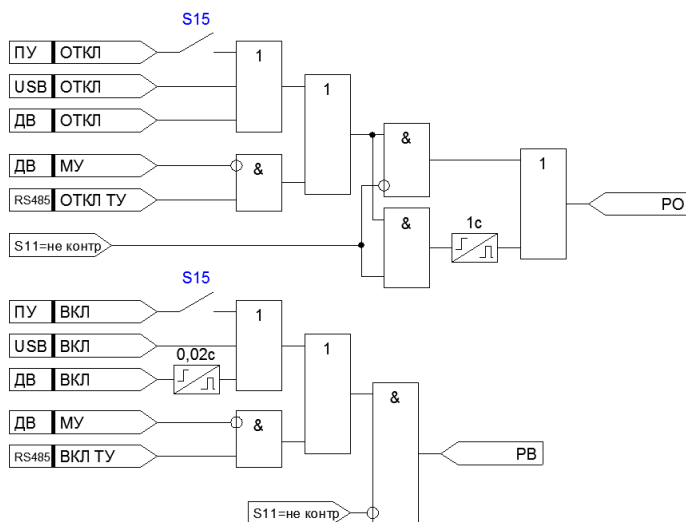 S15
ПУ ОТКЛ
1
USB ОТКЛ
1
ДВ ОТКЛ
&
ДВ МУ
&
1
RS485 ОТКЛ ТУ
РО
&
1с
S11=не контр
S15
ПУ ВКЛ
1
USB ВКЛ
1
0,02с
ДВ ВКЛ
&
ДВ МУ
&
RS485 ВКЛ ТУ
РВ
S11=не контр